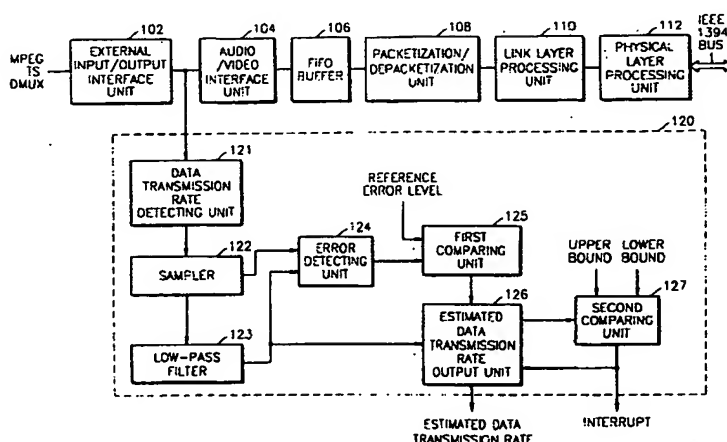 102
104
106
108
110
112
IEEE
1394
BUS
MPEG
TS
DMUX
EXTERNAL
INPUT/OUTPUT
INTERFACE
UNIT
AUDIO
/VIDEO
INTERFACE
UNIT
FIFO
BUFFER
PACKETIZATION/
DEPACKETIZATION
UNIT
LINK LAYER
PROCESSING
UNIT
PHYSICAL
LAYER
PROCESSING
UNIT
120
121
DATA
TRANSMISSION
RATE
DETECTING UNIT
REFERENCE
ERROR LEVEL
122
SAMPLER
124
ERROR
DETECTING
UNIT
125
FIRST
COMPARING
UNIT
UPPER
BOUND
LOWER
BOUND
123
LOW-PASS
FILTER
126
ESTIMATED
DATA
TRANSMISSION
RATE
OUTPUT UNIT
127
SECOND
COMPARING
UNIT
ESTIMATED DATA
TRANSMISSION RATE
INTERRUPT